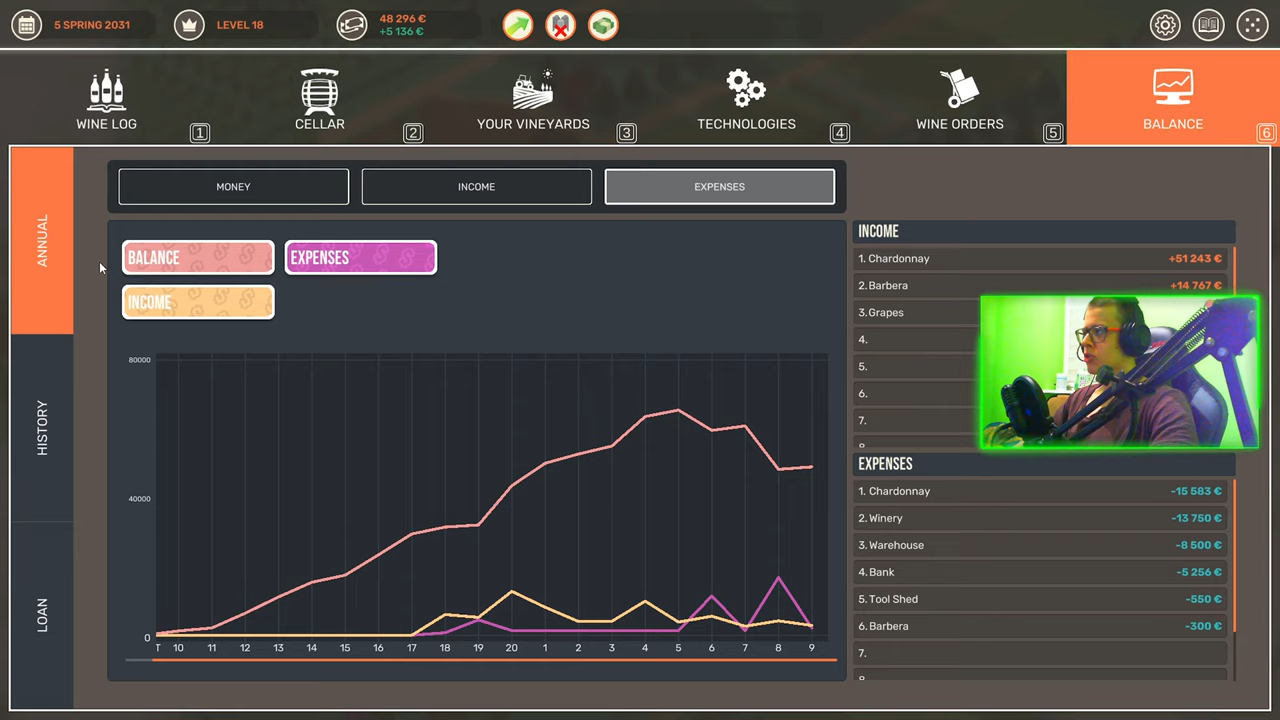 5 SPRING 2031
LEVEL 18
48 296 €
+5 136 €
WINE LOG
1
CELLAR
2
YOUR VINEYARDS
3
TECHNOLOGIES
4
WINE ORDERS
5
BALANCE
6
ANNUAL
HISTORY
LOAN
MONEY
INCOME
EXPENSES
BALANCE
EXPENSES
INCOME
80000
40000
0
T 10 11 12 13 14 15 16 17 18 19 20 1 2 3 4 5 6 7 8 9
INCOME
1. Chardonnay +51 243 €
2. Barbera +14 767 €
3. Grapes
4.
5.
6.
7.
EXPENSES
1. Chardonnay -15 583 €
2. Winery -13 750 €
3. Warehouse -8 500 €
4. Bank -5 256 €
5. Tool Shed -550 €
6. Barbera -300 €
7.